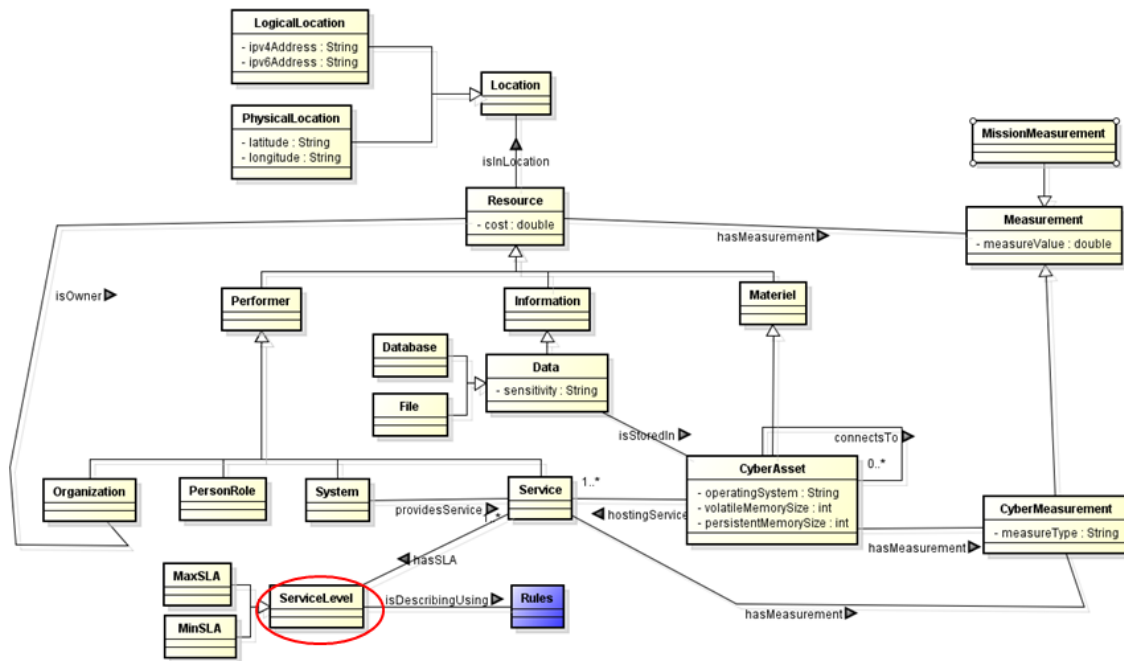 LogicalLocation
- ipv4Address : String
- ipv6Address : String
Location
PhysicalLocation
- latitude : String
- longitude : String
isInLocation
MissionMeasurement
Resource
- cost : double
hasMeasurement
Measurement
- measureValue : double
isOwner
Performer
Information
Materiel
Database
Data
- sensitivity : String
File
isStoredIn
connectsTo
0..*
Organization
PersonRole
System
Service
1..*
CyberAsset
- operatingSystem : String
- volatileMemorySize : int
- persistentMemorySize : int
providesService
1..*
hostingService
CyberMeasurement
- measureType : String
hasMeasurement
hasSLA
MaxSLA
MinSLA
ServiceLevel
isDescribingUsing
Rules
hasMeasurement